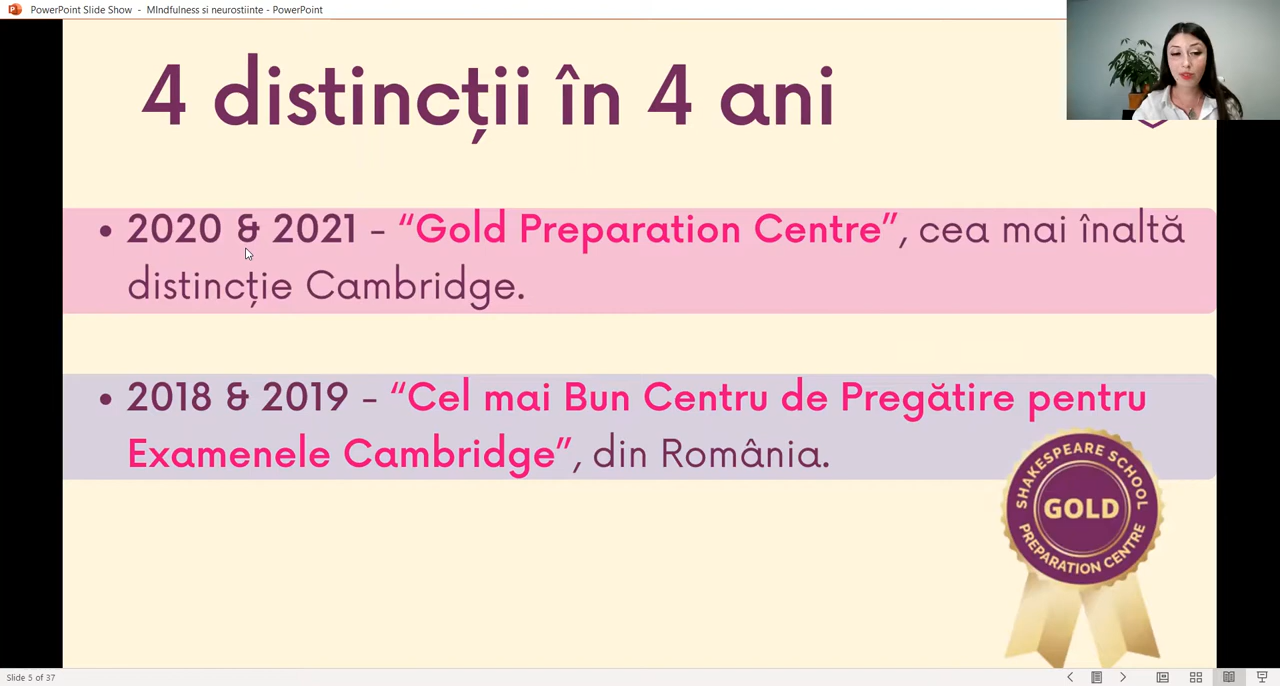 PowerPoint Slide Show - MIndfulness si neurostiinte - PowerPoint
4 distincții în 4 ani
• 2020 & 2021 - “Gold Preparation Centre”, cea mai înaltă
distincție Cambridge.
• 2018 & 2019 - “Cel mai Bun Centru de Pregătire pentru
Examenele Cambridge”, din România.
SHAKESPEARE SCHOOL
GOLD
PREPARATION CENTRE
Slide 5 of 37